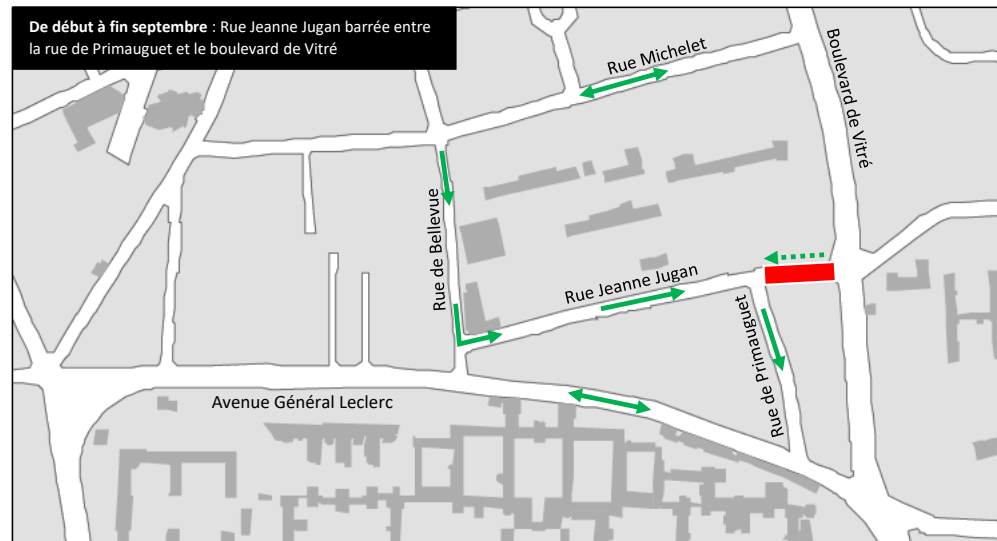 De début à fin septembre : Rue Jeanne Jugan barrée entre
la rue de Primauguet et le boulevard de Vitré
Rue Michelet
Boulevard de Vitré
Rue de Bellevue
Rue Jeanne Jugan
Rue de Primauguet
Avenue Général Leclerc